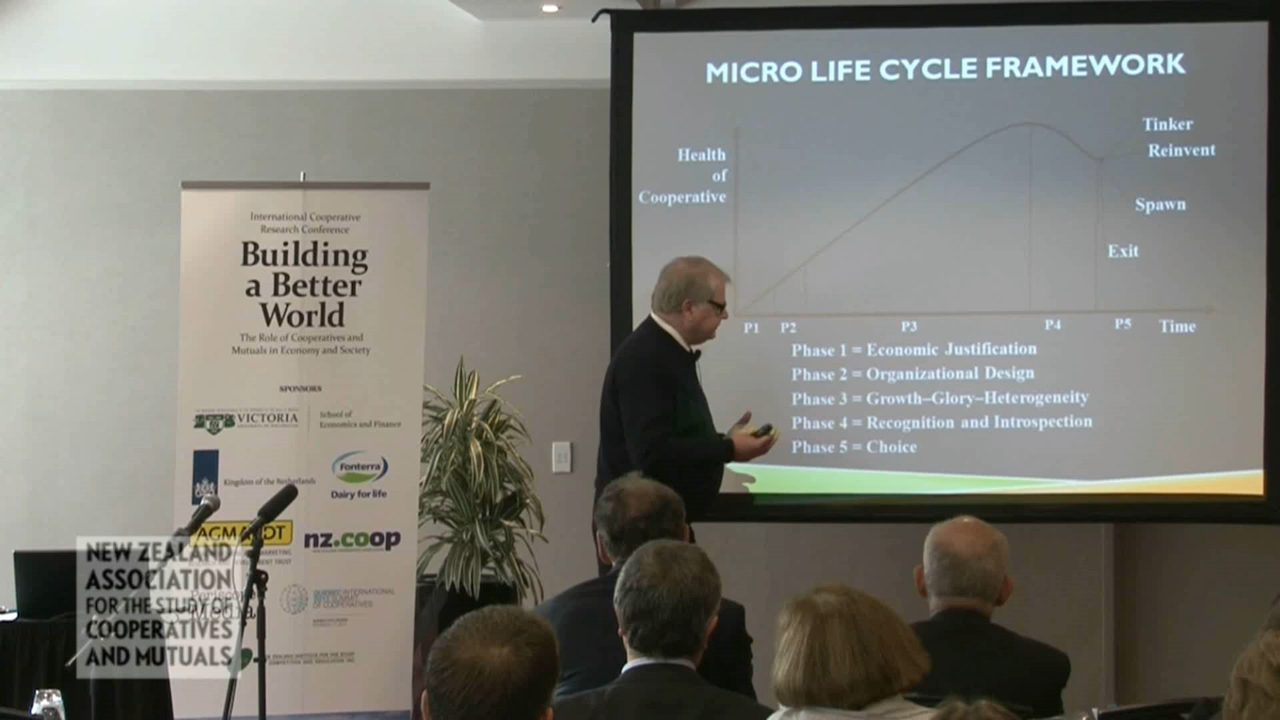 MICRO LIFE CYCLE FRAMEWORK
Health
of
Cooperative
Tinker
Reinvent
Spawn
Exit
P1 P2 P3 P4 P5 Time
Phase 1 = Economic Justification
Phase 2 = Organizational Design
Phase 3 = Growth–Glory–Heterogeneity
Phase 4 = Recognition and Introspection
Phase 5 = Choice
International Cooperative
Research Conference
Building
a Better
World
The Role of Cooperatives and
Mutuals in Economy and Society
SPONSORS
VICTORIA
School of
Economics and Finance
Kingdom of the Netherlands
Fonterra
Dairy for life
nz.coop
NEW ZEALAND
ASSOCIATION
FOR THE STUDY OF
COOPERATIVES
AND MUTUALS